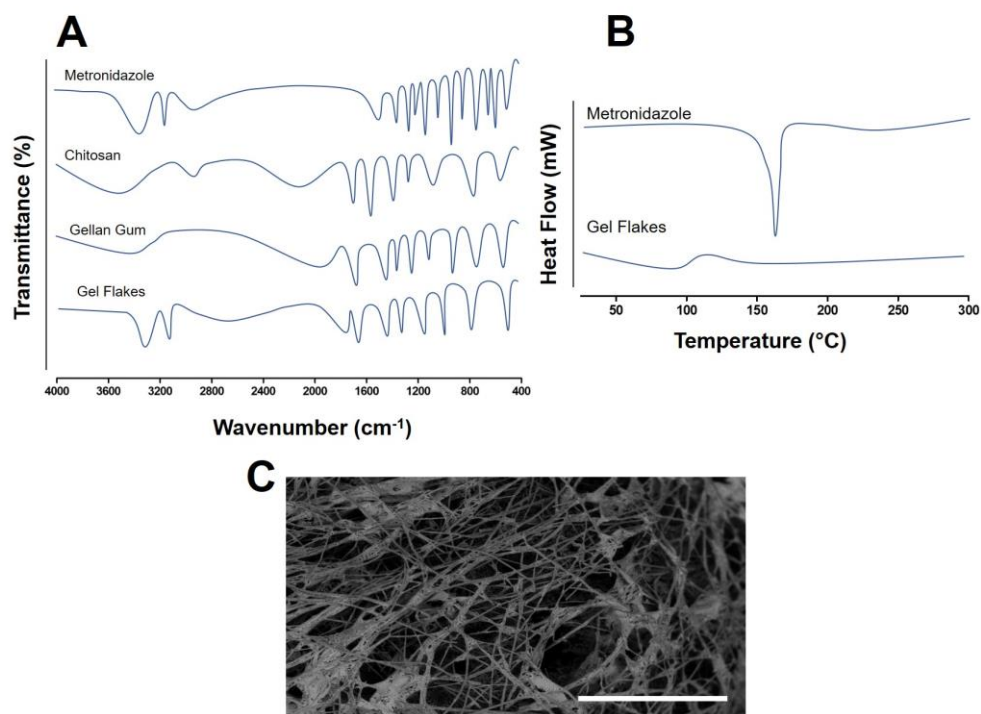 A
Metronidazole
Chitosan
Gellan Gum
Gel Flakes
Transmittance (%)
4000 3600 3200 2800 2400 2000 1600 1200 800 400
Wavenumber (cm-1)
B
Metronidazole
Gel Flakes
Heat Flow (mW)
50 100 150 200 250 300
Temperature (°C)
C